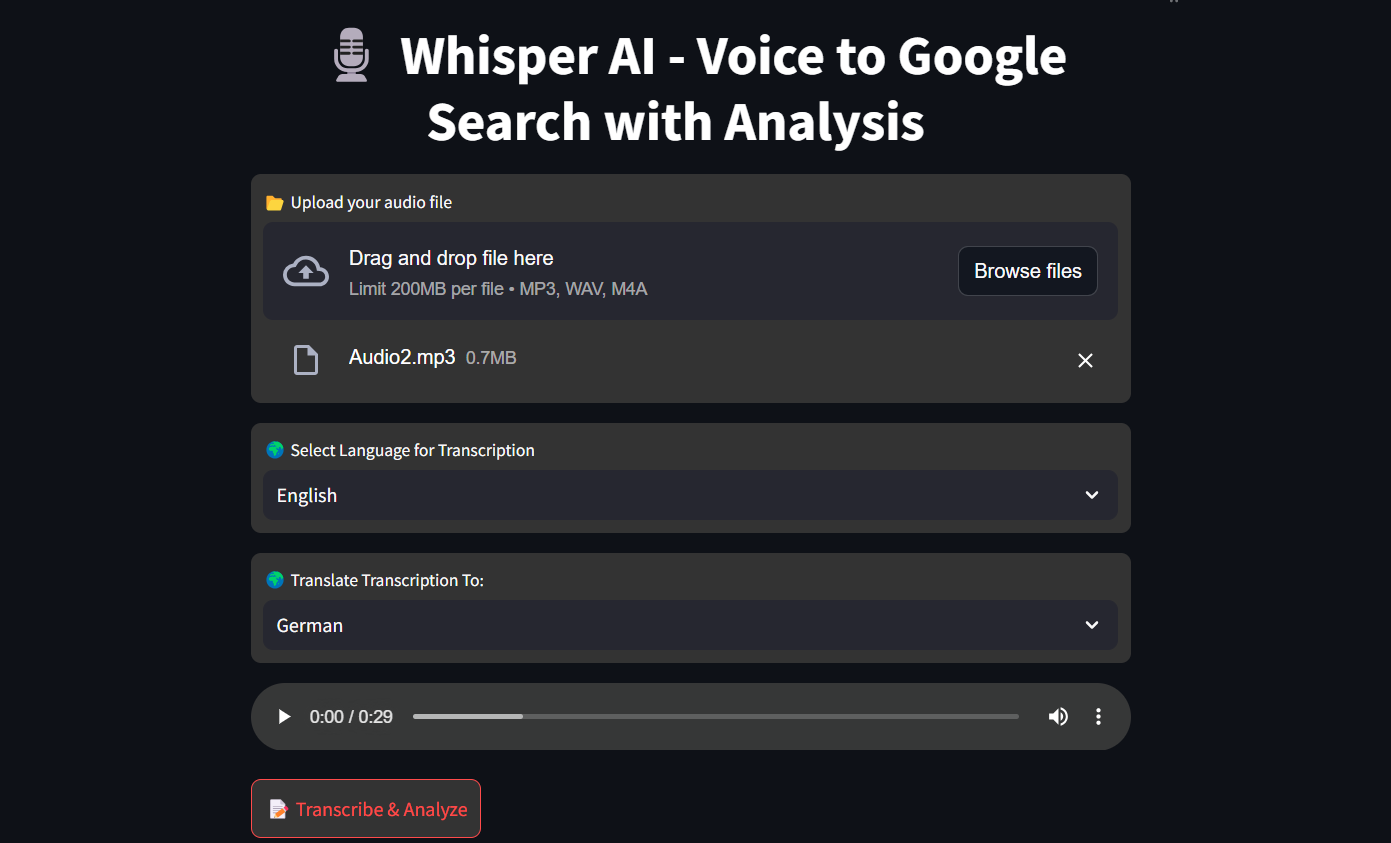 Whisper AI - Voice to Google
Search with Analysis
Upload your audio file
Drag and drop file here
Limit 200MB per file • MP3, WAV, M4A
Browse files
Audio2.mp3 0.7MB
Select Language for Transcription
English
Translate Transcription To:
German
0:00 / 0:29
Transcribe & Analyze